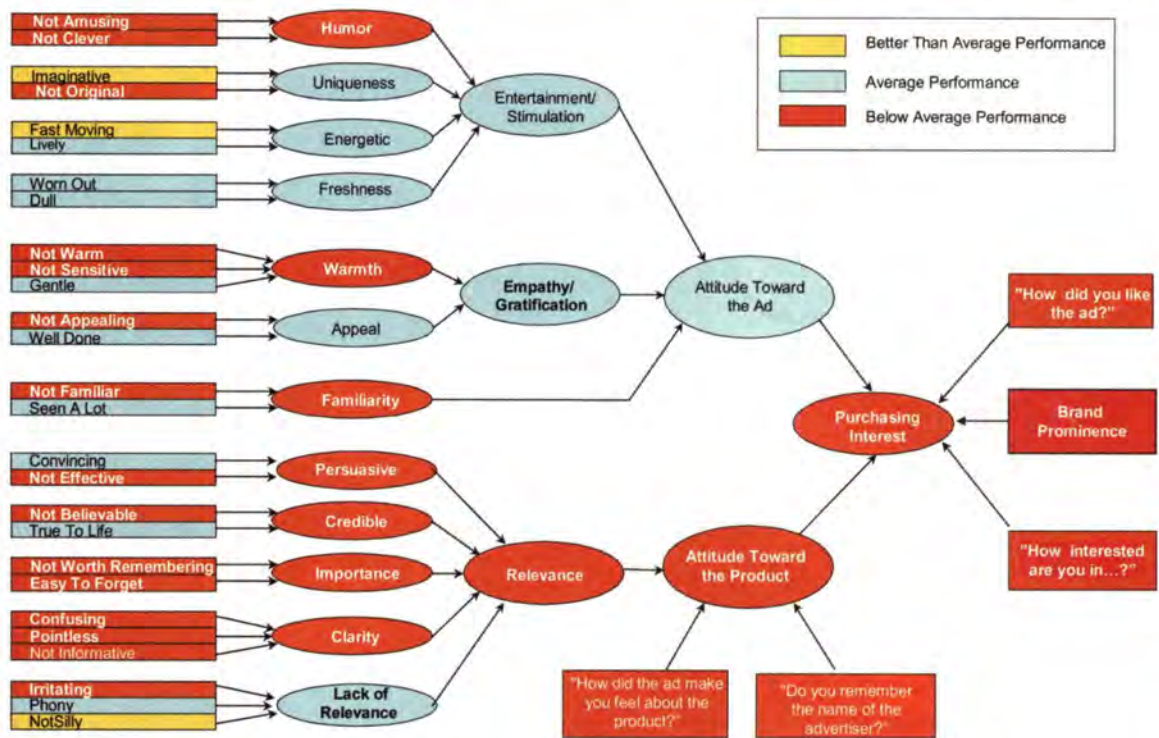 Not Amusing
Not Clever
Humor
Imaginative
Not Original
Uniqueness
Fast Moving
Lively
Energetic
Worn Out
Dull
Freshness
Entertainment/
Stimulation
Better Than Average Performance
Average Performance
Below Average Performance
Not Warm
Not Sensitive
Gentle
Warmth
Not Appealing
Well Done
Appeal
Empathy/
Gratification
Attitude Toward
the Ad
Not Familiar
Seen A Lot
Familiarity
"How did you like
the ad?"
Purchasing
Interest
Brand
Prominence
"How interested
are you in...?"
Convincing
Not Effective
Persuasive
Not Believable
True To Life
Credible
Not Worth Remembering
Easy To Forget
Importance
Confusing
Pointless
Not Informative
Clarity
Irritating
Phony
NotSilly
Lack of
Relevance
Relevance
Attitude Toward
the Product
"How did the ad make
you feel about the
product?"
"Do you remember
the name of the
advertiser?"